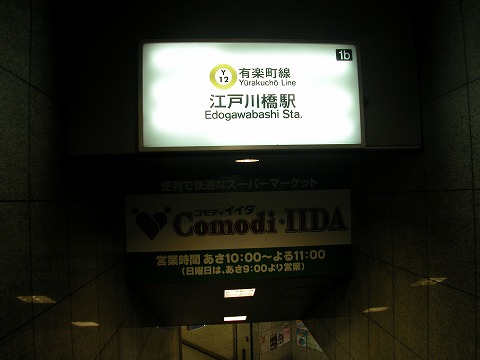 1b
Y
12
有楽町線
Yūrakuchō Line
江戸川橋駅
Edogawabashi Sta.
便利で快適なスーパーマーケット
コモディイイダ
Comodi・IIDA
営業時間 あさ10:00〜よる11:00
(日曜日は、あさ9:00より営業)